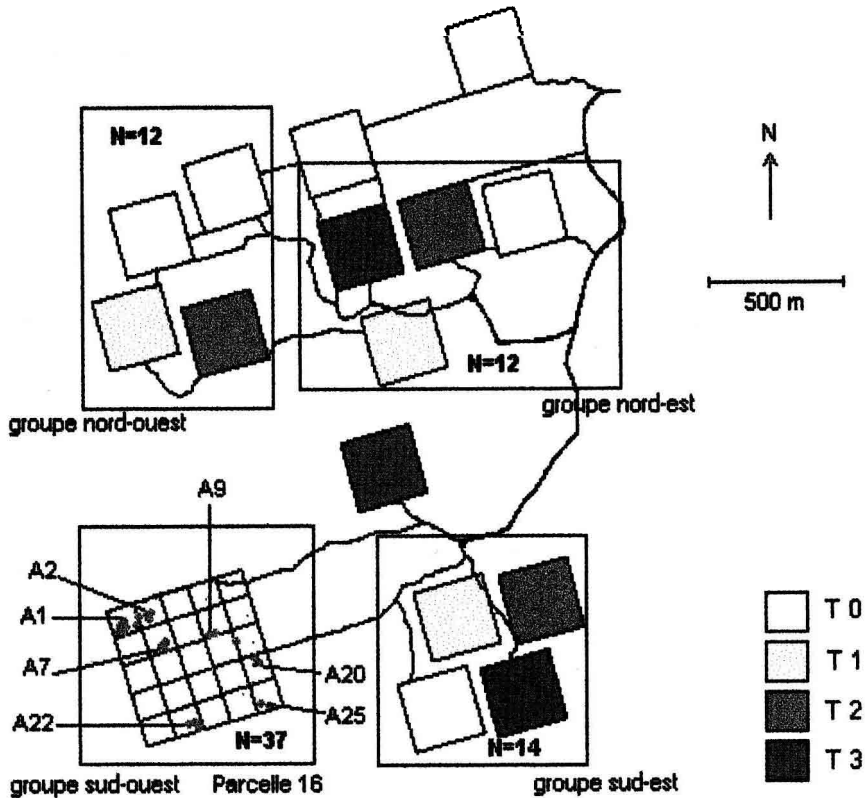 N=12
N
500 m
N=12
groupe nord-ouest
groupe nord-est
A9
A2
A1
A7
A20
A22
A25
N=37
N=14
groupe sud-ouest Parcelle 16
groupe sud-est
T 0
T 1
T 2
T 3